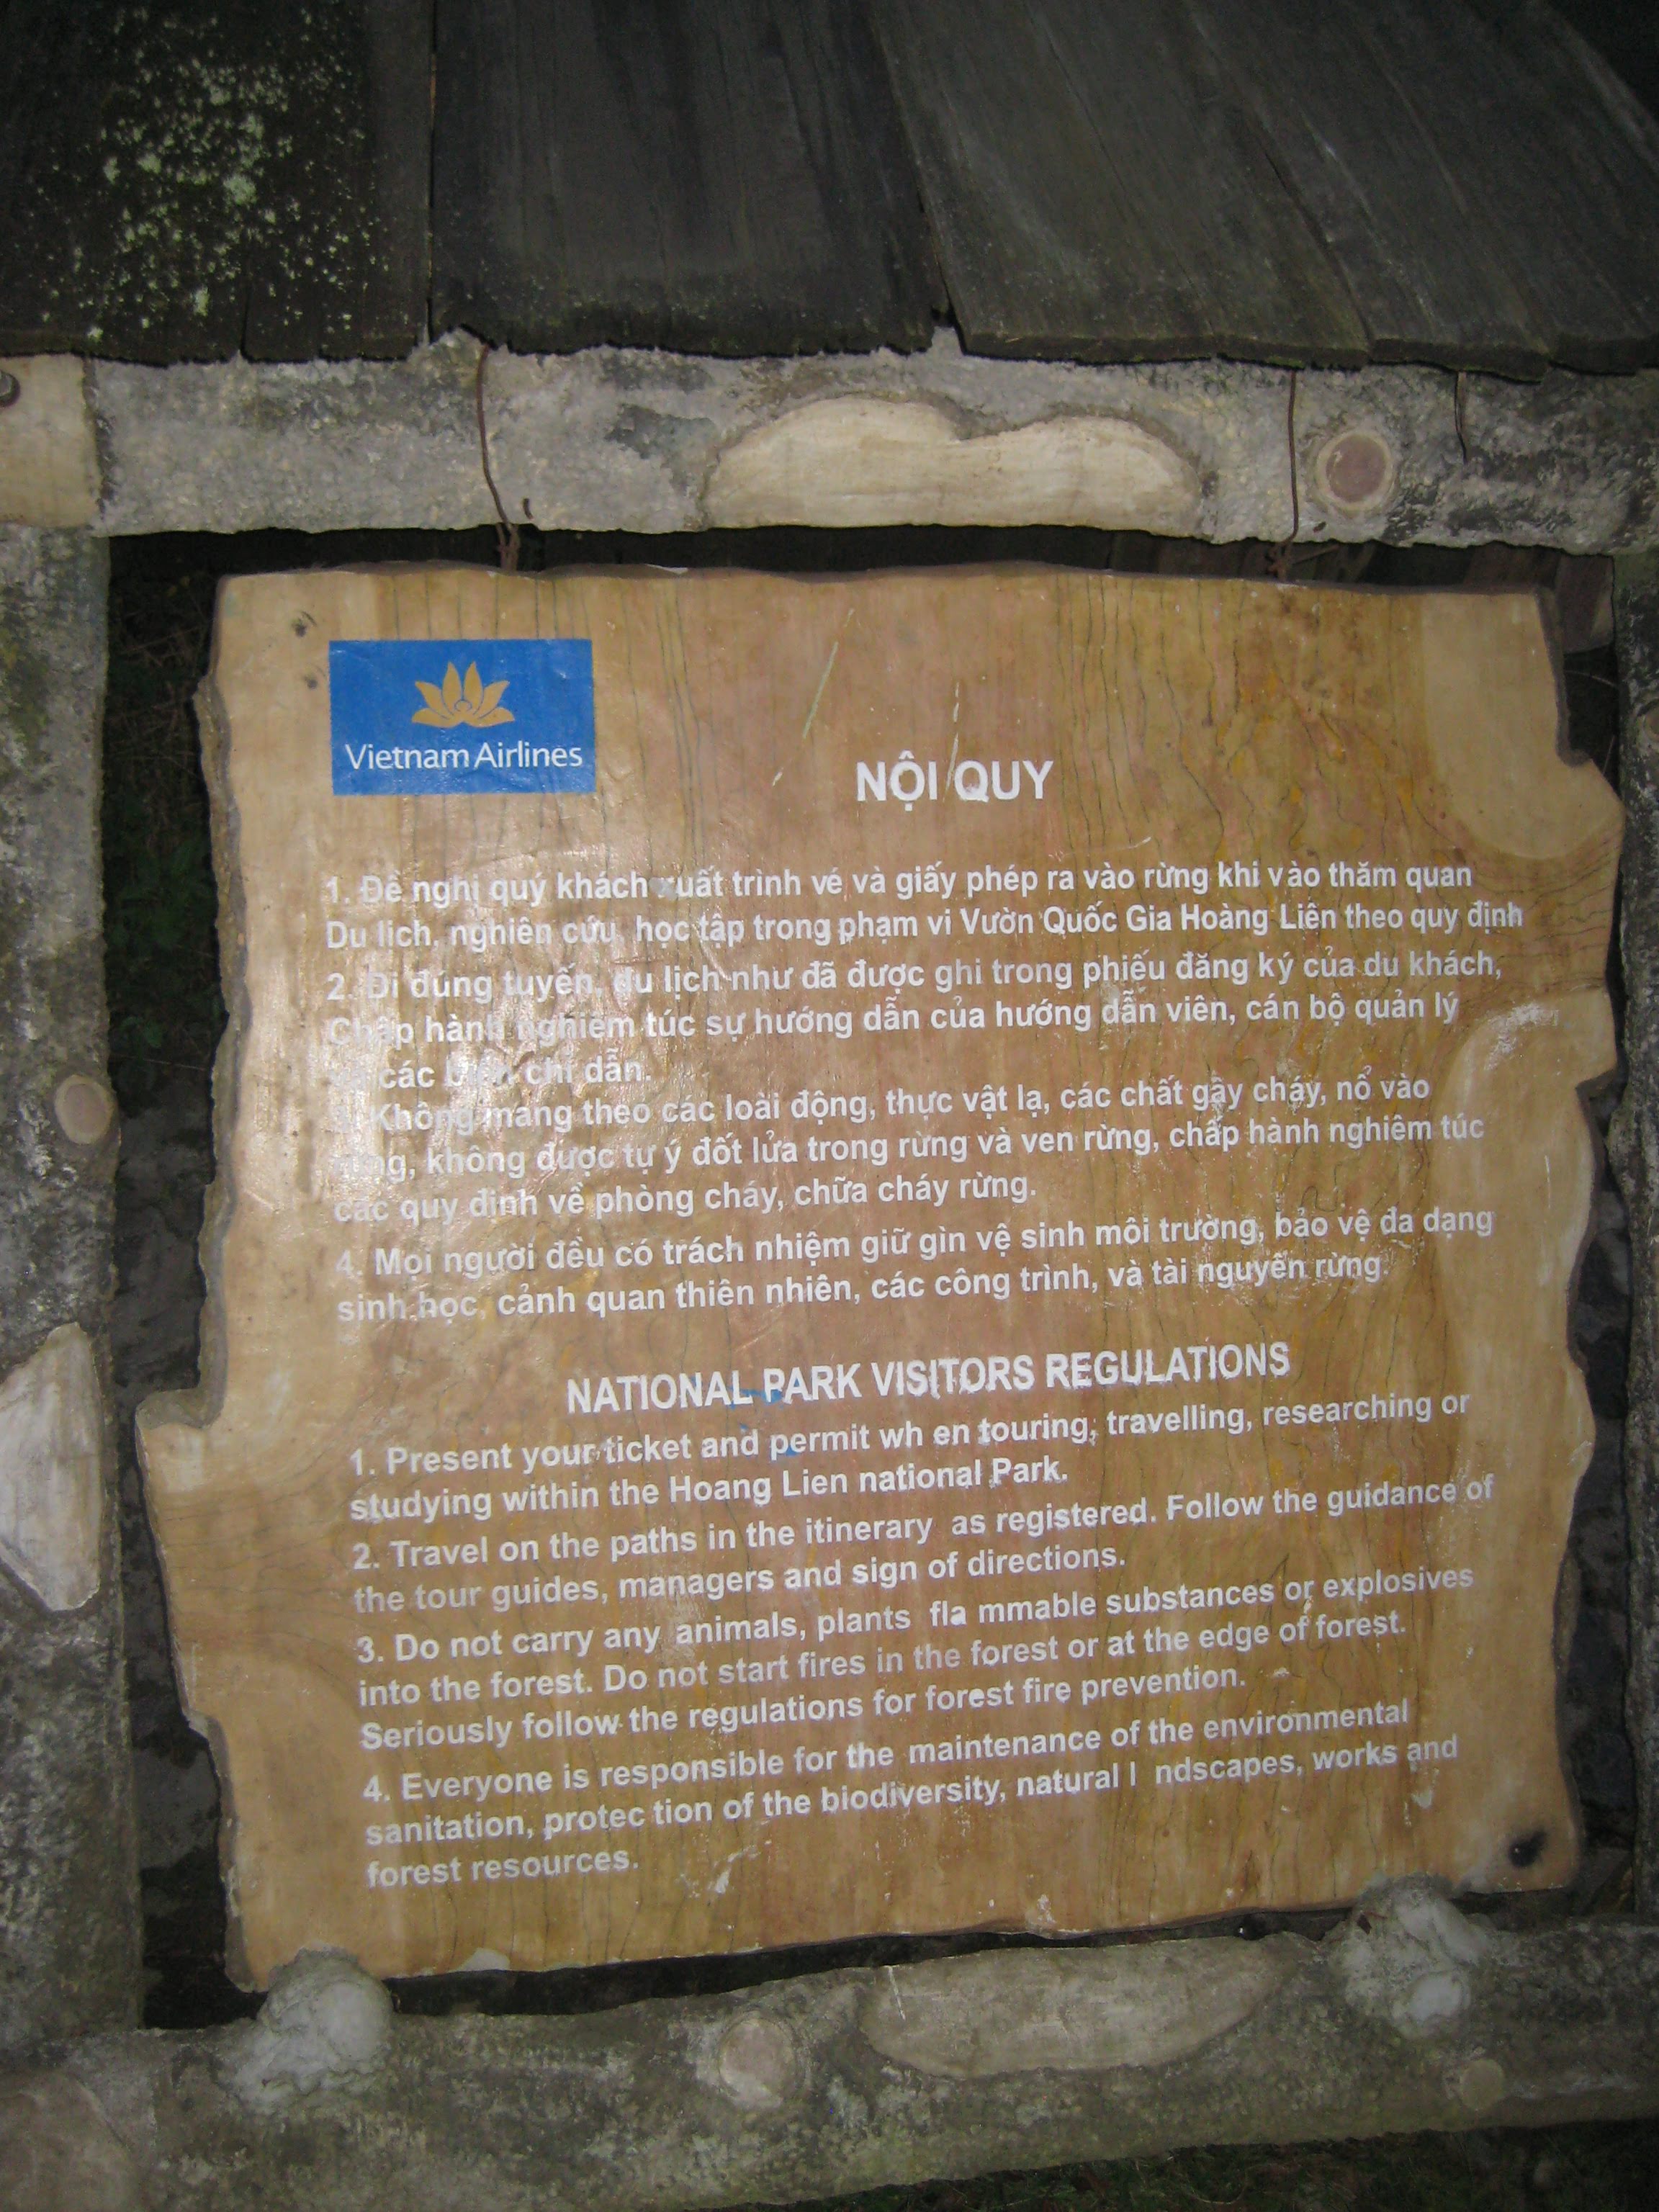 Vietnam Airlines
NỘI QUY
1. Đề nghị quý khách xuất trình vé và giấy phép ra vào rừng khi vào thăm quan
Du lich, nghiên cứu học tập trong phạm vi Vườn Quốc Gia Hoàng Liên theo quy định
2. Đi đúng tuyến, du lịch như đã được ghi trong phiếu đăng ký của du khách,
Chấp hành nghiêm túc sự hướng dẫn của hướng dẫn viên, cán bộ quản lý
các chỉ dẫn.
Không mang theo các loài động, thực vật lạ, các chất gây cháy, nổ vào
không được tự ý đốt lửa trong rừng và ven rừng, chấp hành nghiêm túc
các quy định về phòng chay, chữa cháy rừng.
4. Mọi người đều có trách nhiệm giữ gìn vệ sinh môi trường, bảo vệ đa dạng
sinh học, cảnh quan thiên nhiên, các công trình, và tài nguyên rừng.
NATIONAL PARK VISITORS REGULATIONS
1. Present your ticket and permit wh en touring, travelling, researching or
studying within the Hoang Lien national Park.
2. Travel on the paths in the itinerary as registered. Follow the guidance of
the tour guides, managers and sign of directions.
3. Do not carry any animals, plants fla mmable substances or explosives
into the forest. Do not start fires in the forest or at the edge of forest.
Seriously follow the regulations for forest fire prevention.
4. Everyone is responsible for the maintenance of the environmental
sanitation, protec tion of the biodiversity, natural l ndscapes, works and
forest resources.